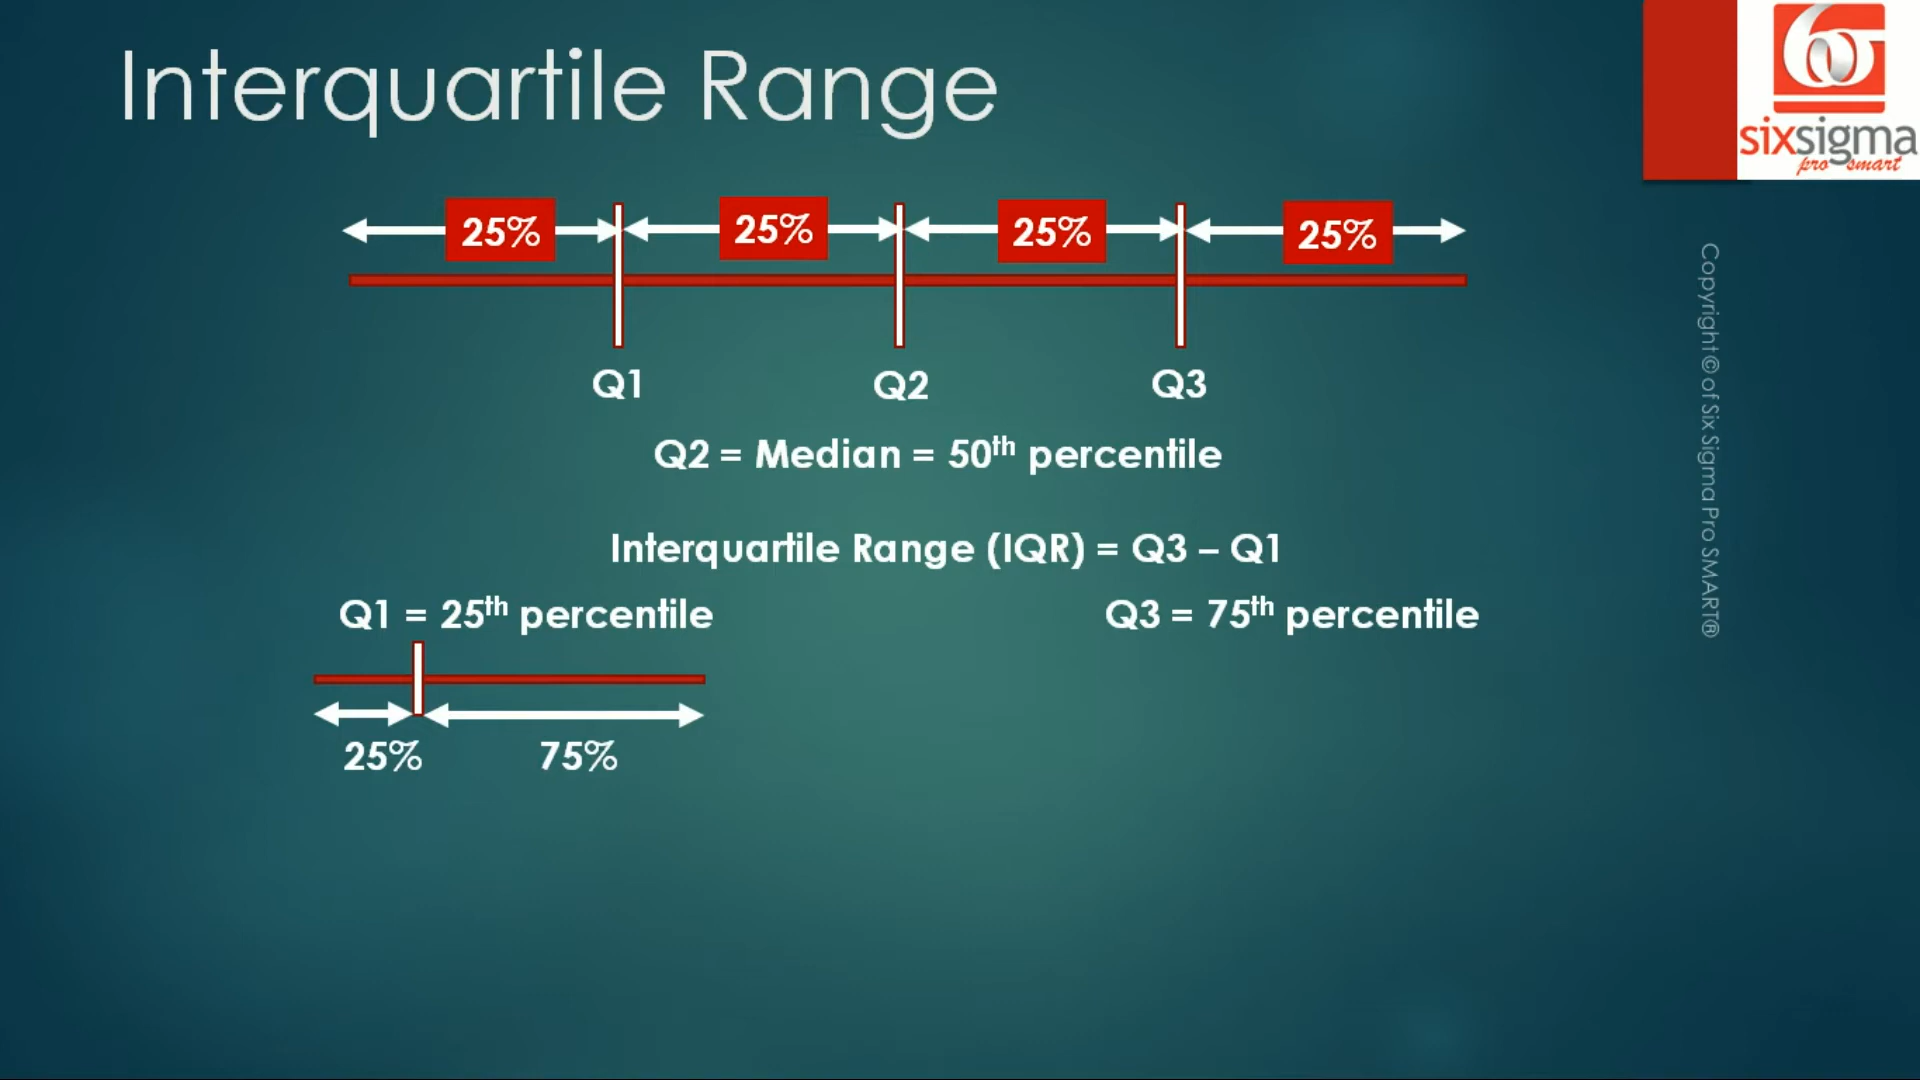 Interquartile Range
sixsigma
pro smart
25% 25% 25% 25%
Q1 Q2 Q3
Q2 = Median = 50th percentile
Interquartile Range (IQR) = Q3 – Q1
Q1 = 25th percentile
Q3 = 75th percentile
25% 75%
Copyright © of Six Sigma Pro SMART®